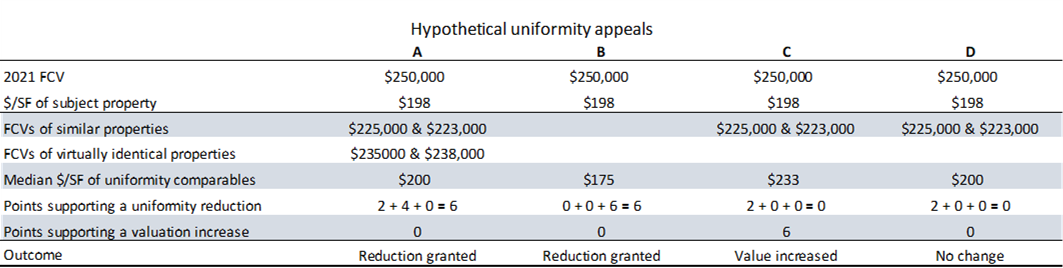 Hypothetical uniformity appeals
A B C D
2021 FCV $250,000 $250,000 $250,000 $250,000
$/SF of subject property $198 $198 $198 $198
FCVs of similar properties $225,000 & $223,000 $225,000 & $223,000 $225,000 & $223,000
FCVs of virtually identical properties $235000 & $238,000
Median $/SF of uniformity comparables $200 $175 $233 $200
Points supporting a uniformity reduction 2 + 4 + 0 = 6 0 + 0 + 6 = 6 2 + 0 + 0 = 0 2 + 0 + 0 = 0
Points supporting a valuation increase 0 0 6 0
Outcome Reduction granted Reduction granted Value increased No change